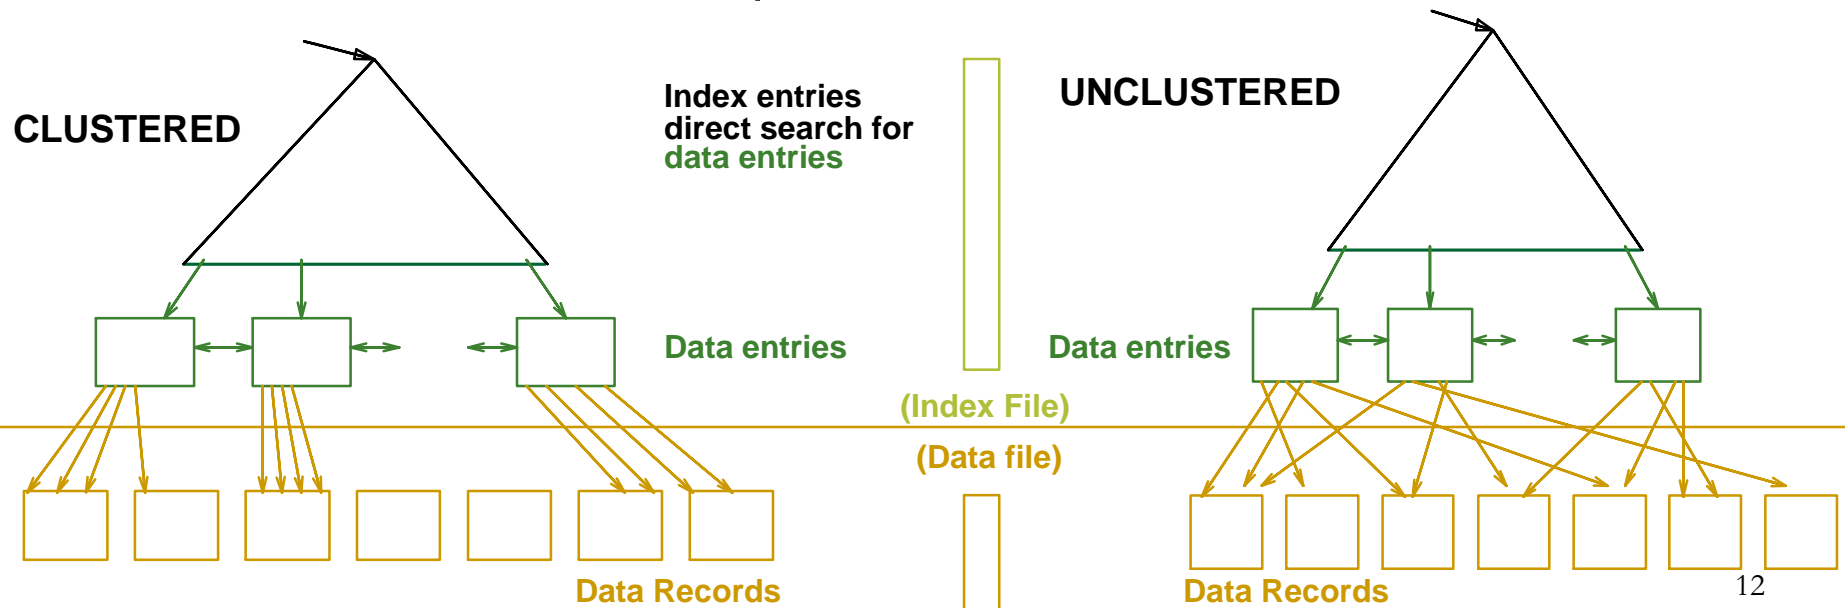 CLUSTERED
Index entries
direct search for
data entries
UNCLUSTERED
Data entries
Data entries
(Index File)
(Data file)
Data Records
Data Records
12